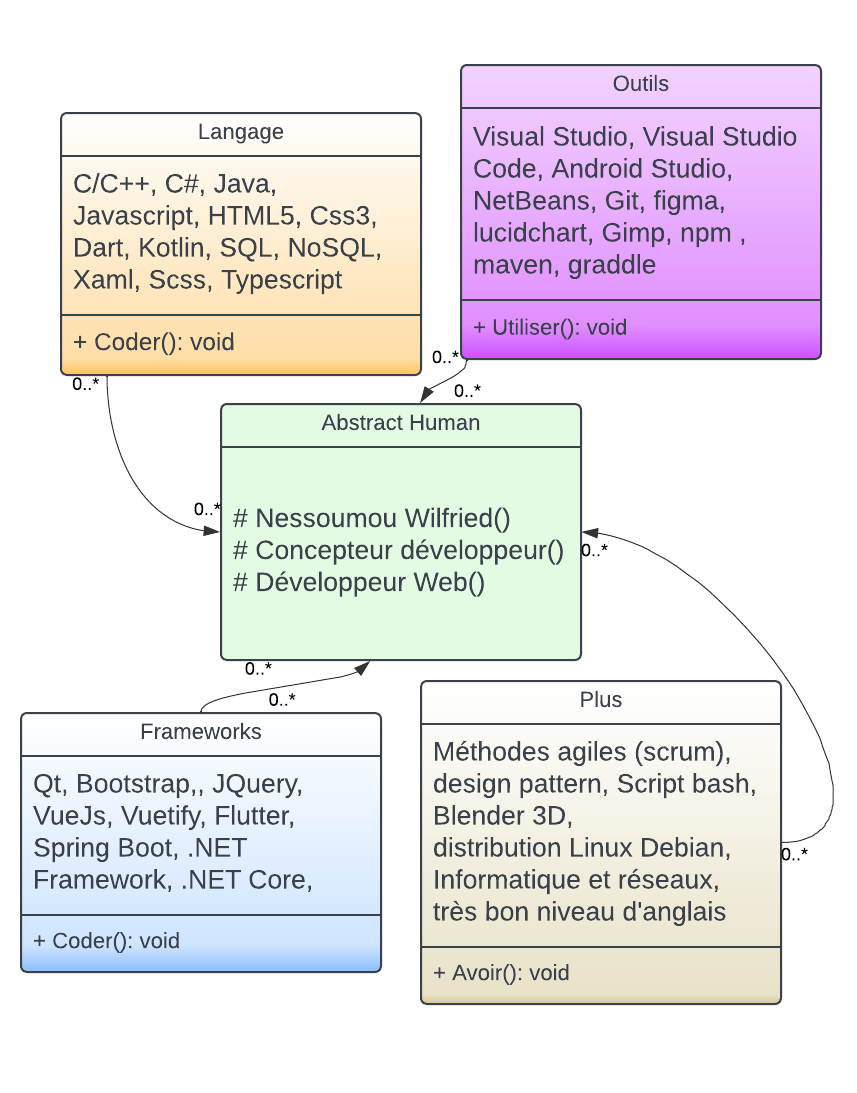 Outils
Visual Studio, Visual Studio
Code, Android Studio,
NetBeans, Git, figma,
lucidchart, Gimp, npm ,
maven, graddle
+ Utiliser(): void
Langage
C/C++, C#, Java,
Javascript, HTML5, Css3,
Dart, Kotlin, SQL, NoSQL,
Xaml, Scss, Typescript
+ Coder(): void
0..*
0..*
0..*
0..*
Abstract Human
# Nessoumou Wilfried()
# Concepteur développeur()
# Développeur Web()
0..*
0..*
0..*
0..*
Frameworks
Qt, Bootstrap,, JQuery,
VueJs, Vuetify, Flutter,
Spring Boot, .NET
Framework, .NET Core,
+ Coder(): void
Plus
Méthodes agiles (scrum),
design pattern, Script bash,
Blender 3D,
distribution Linux Debian,
Informatique et réseaux,
très bon niveau d'anglais
+ Avoir(): void